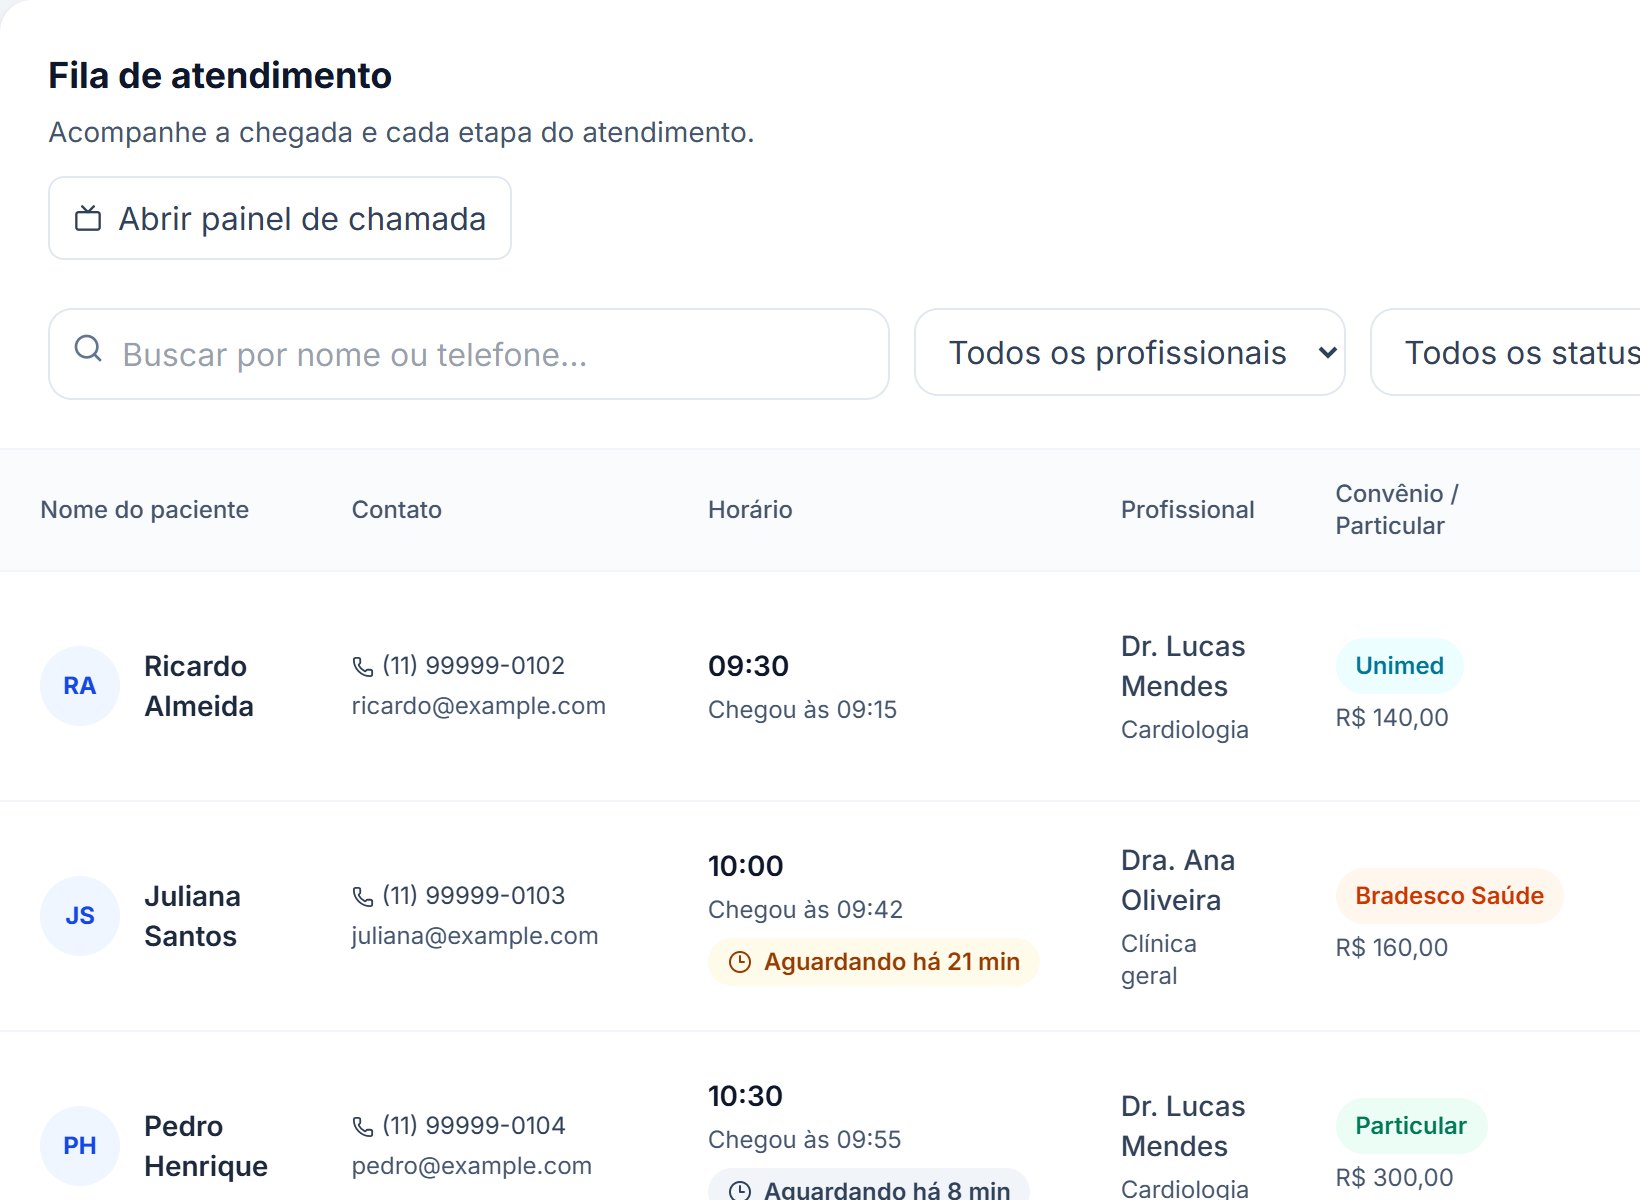 Fila de atendimento
Acompanhe a chegada e cada etapa do atendimento.
Abrir painel de chamada
Buscar por nome ou telefone...
Todos os profissionais
Todos os status
Nome do paciente
Contato
Horário
Profissional
Convênio /
Particular
RA
Ricardo
Almeida
(11) 99999-0102
ricardo@example.com
09:30
Chegou às 09:15
Dr. Lucas
Mendes
Cardiologia
Unimed
R$ 140,00
JS
Juliana
Santos
(11) 99999-0103
juliana@example.com
10:00
Chegou às 09:42
Aguardando há 21 min
Dra. Ana
Oliveira
Clínica
geral
Bradesco Saúde
R$ 160,00
PH
Pedro
Henrique
(11) 99999-0104
pedro@example.com
10:30
Chegou às 09:55
Aguardando há 8 min
Dr. Lucas
Mendes
Cardiologia
Particular
R$ 300,00